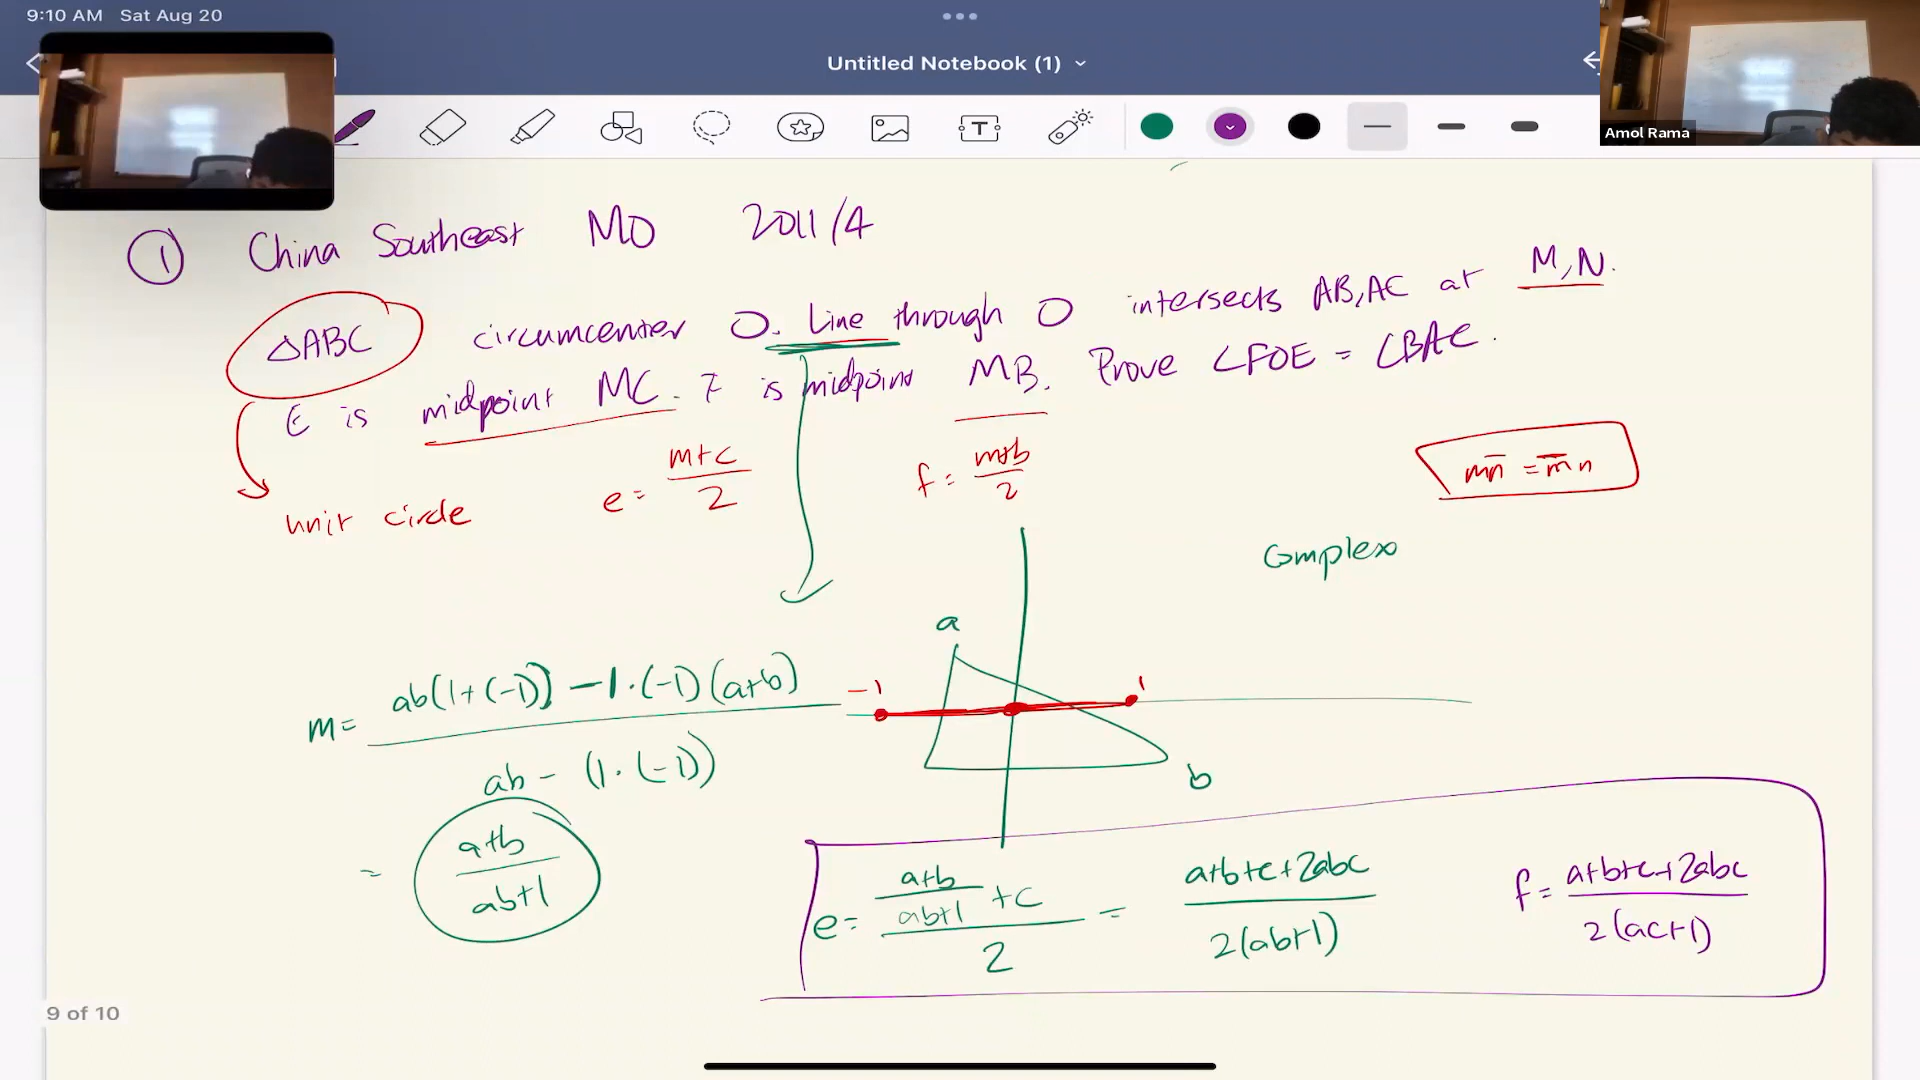 9:10 AM Sat Aug 20
Untitled Notebook (1)
Amol Rama
① China Southeast MO 2011/4
△ABC circumcenter O. Line through O intersects AB, AC at M, N.
E is midpoint MC. F is midpoint MB. Prove ∠FOE = ∠BAC.
e = (m+c)/2 f = (m+b)/2 mn̄ = m̄n
unit circle
Complex
a
-1 1
m = (ab(1+(-1)) - 1·(-1)(a+b))/(ab - (1·(-1)))
b
= (a+b)/(ab+1)
e = ((a+b)/(ab+1) + c)/2 = (a+b+c+2abc)/(2(ab+1)) f = (a+b+c+2abc)/(2(ac+1))
9 of 10